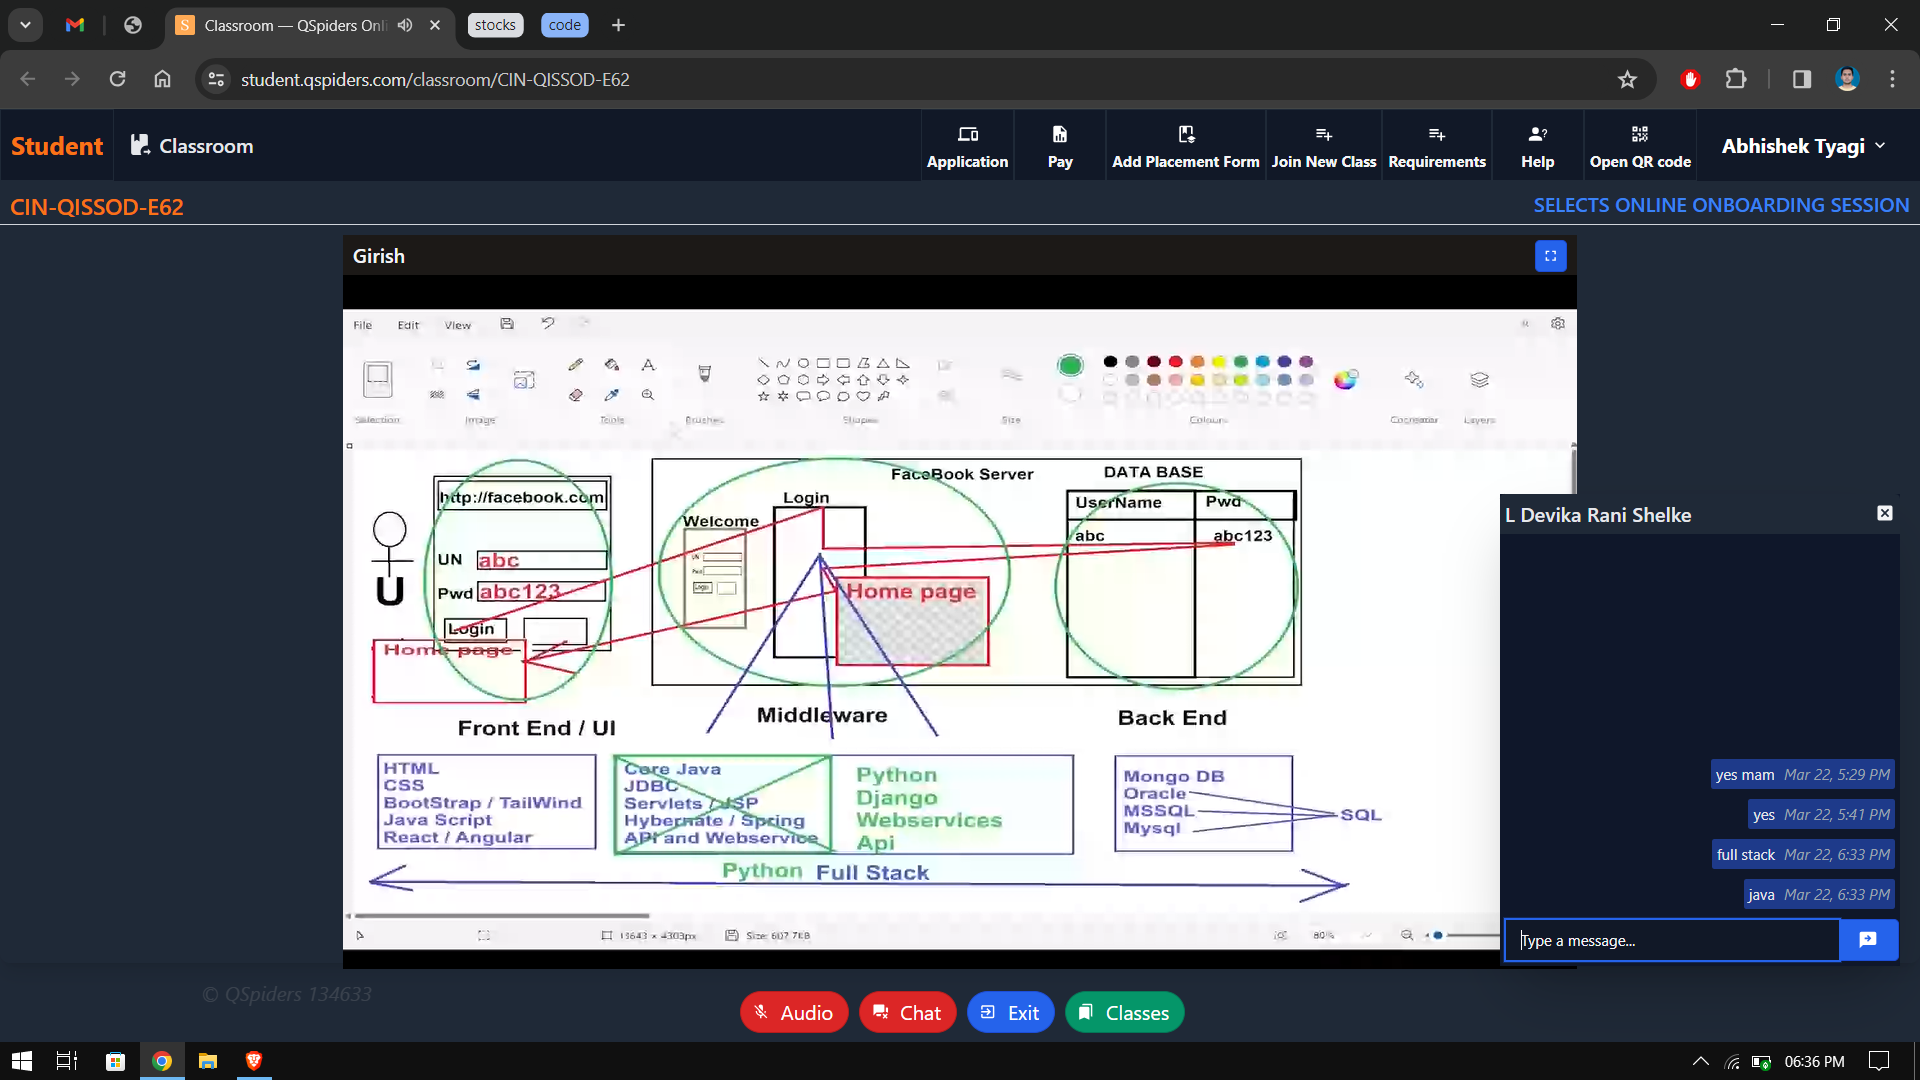 Classroom — QSpiders Onli
stocks
code
student.qspiders.com/classroom/CIN-QISSOD-E62
Student
Classroom
Application
Pay
Add Placement Form
Join New Class
Requirements
Help
Open QR code
Abhishek Tyagi
CIN-QISSOD-E62
SELECTS ONLINE ONBOARDING SESSION
Girish
File Edit View
Selection
Image
Tools
Brushes
Shapes
Size
Colours
Cocreator
Layers
http://facebook.com
UN abc
Pwd abc123
Login
Home page
U
FaceBook Server
Login
Welcome
UN
Pwd
Login
Home page
DATA BASE
UserName Pwd
abc abc123
Front End / UI
Middleware
Back End
HTML
CSS
BootStrap / TailWind
Java Script
React / Angular
Core Java
JDBC
Servlets / JSP
Hybernate / Spring
API and Webservice
Python
Django
Webservices
Api
Mongo DB
Oracle
MSSQL
Mysql
SQL
Python Full Stack
Size: 607.7KB
80%
L Devika Rani Shelke
yes mam Mar 22, 5:29 PM
yes Mar 22, 5:41 PM
full stack Mar 22, 6:33 PM
java Mar 22, 6:33 PM
Type a message...
© QSpiders 134633
Audio
Chat
Exit
Classes
06:36 PM